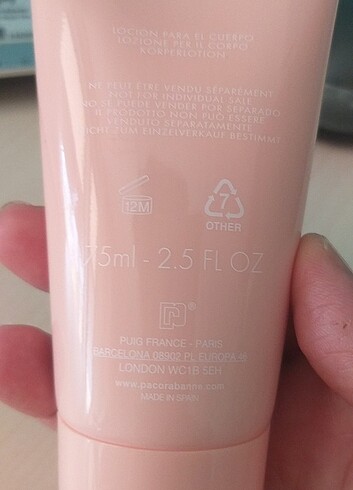 LOCIÓN PARA EL CUERPO
LOZIONE PER IL CORPO
KÖRPERLOTION
NE PEUT ÊTRE VENDU SÉPARÉMENT
NOT FOR INDIVIDUAL SALE
NO SE PUEDE VENDER POR SEPARADO
IL PRODOTTO NON PUÒ ESSERE
VENDUTO SEPARATAMENTE
NICHT ZUM EINZELVERKAUF BESTIMMT
12M
7
OTHER
75ml - 2.5 FL OZ
®
PUIG FRANCE - PARIS
BARCELONA 08902 PL EUROPA 46
LONDON WC1B 5EH
www.pacorabanne.com
MADE IN SPAIN